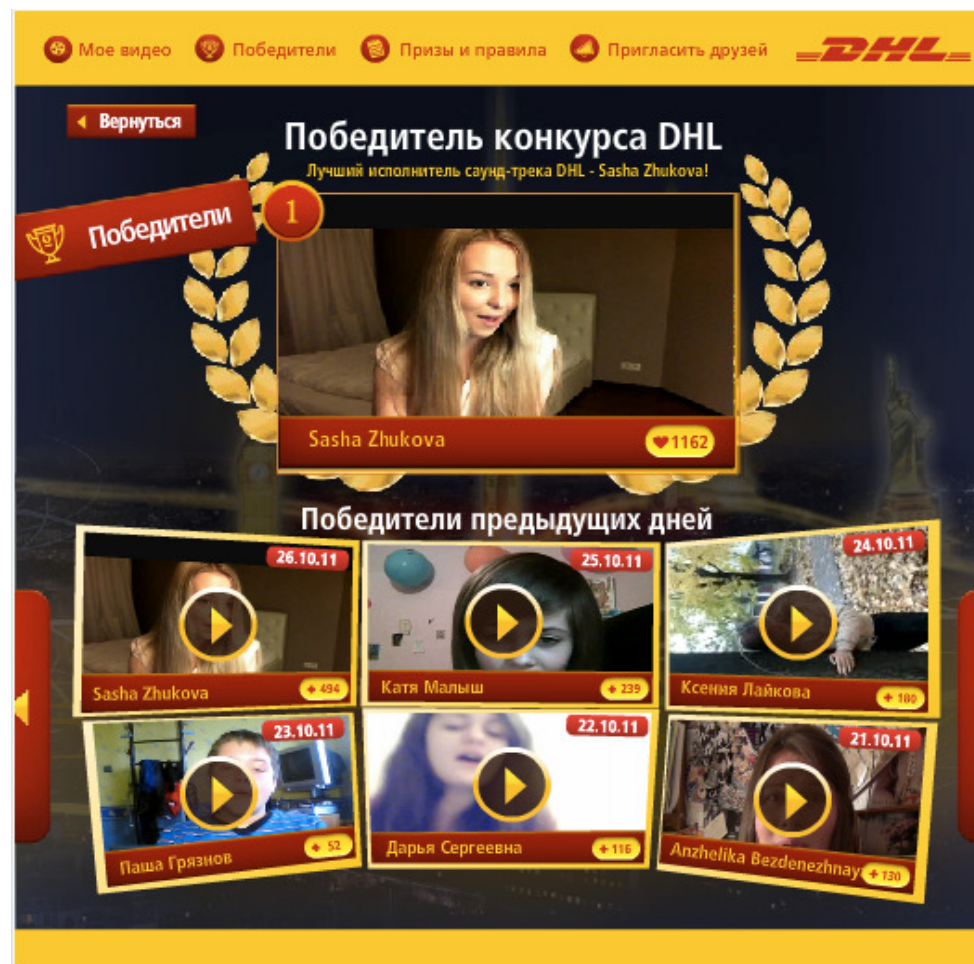 Мое видео
Победители
Призы и правила
Пригласить друзей
DHL
Вернуться
Победитель конкурса DHL
Лучший исполнитель саунд-трека DHL - Sasha Zhukova!
Победители
1
Sasha Zhukova
1162
Победители предыдущих дней
26.10.11
Sasha Zhukova
+ 494
25.10.11
Катя Малыш
+ 239
24.10.11
Ксения Лайкова
+ 180
23.10.11
Паша Грязнов
+ 52
22.10.11
Дарья Сергеевна
+ 116
21.10.11
Anzhelika Bezdenezhnay
+ 130